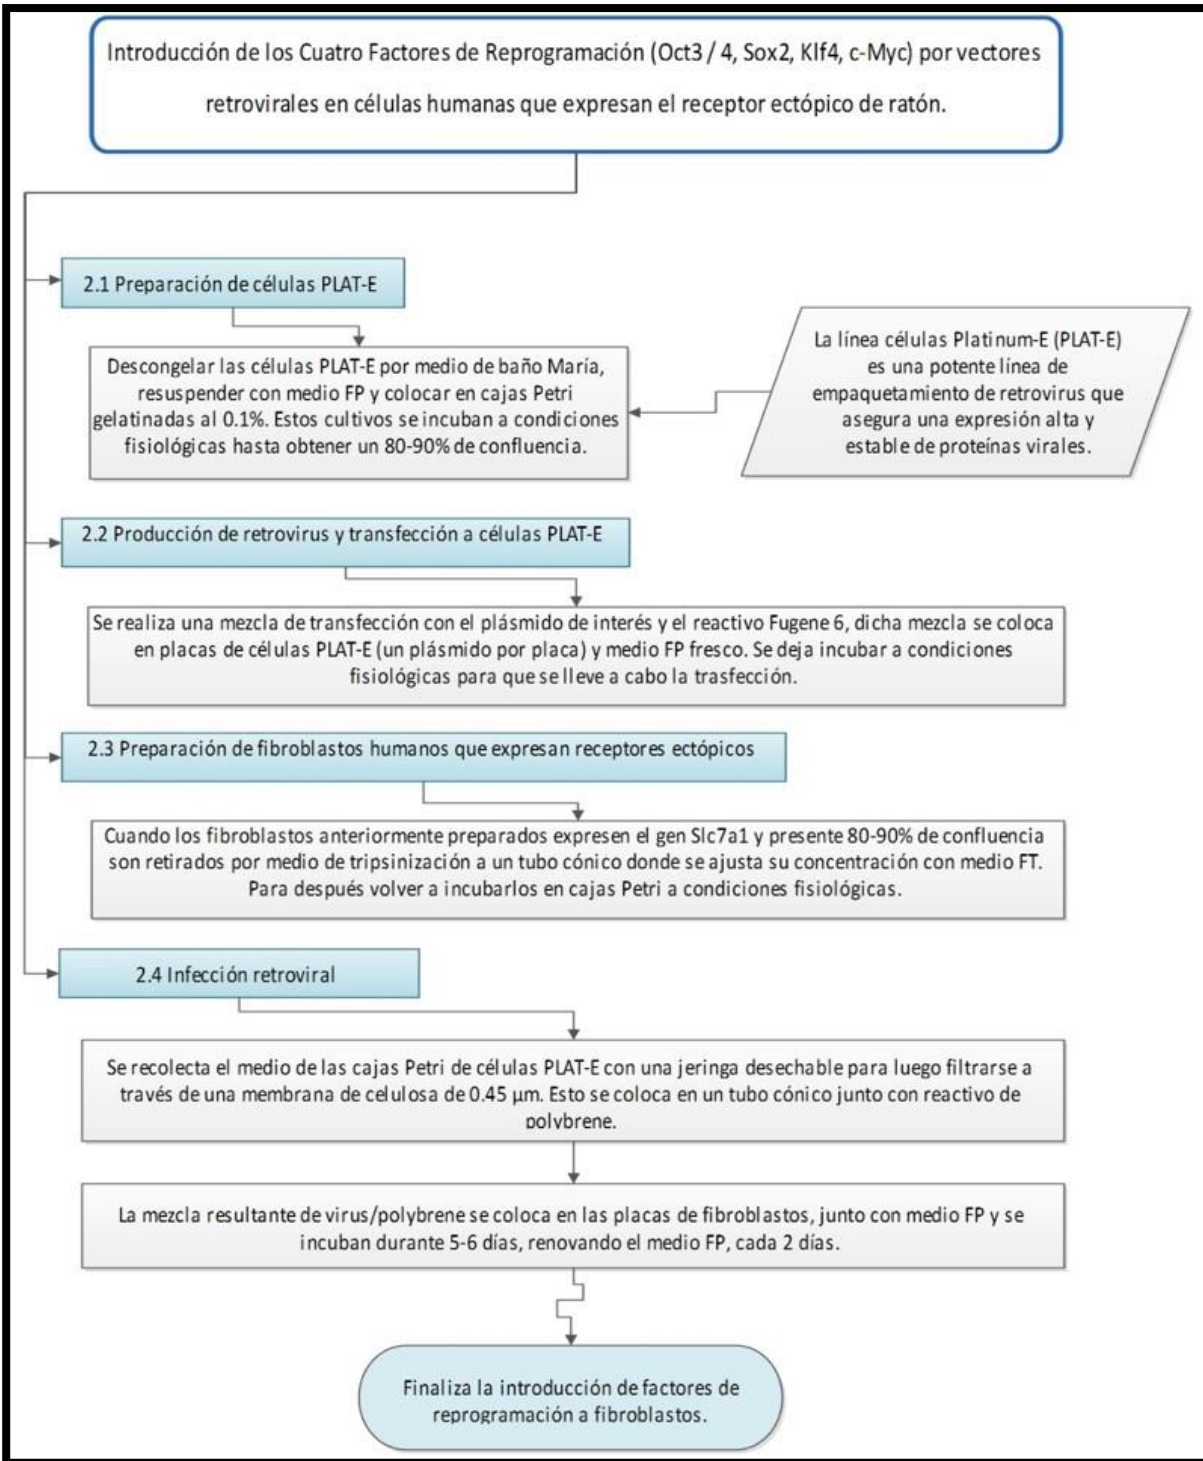 Introducción de los Cuatro Factores de Reprogramación (Oct3 / 4, Sox2, Klf4, c-Myc) por vectores
retrovirales en células humanas que expresan el receptor ectópico de ratón.
2.1 Preparación de células PLAT-E
Descongelar las células PLAT-E por medio de baño María,
resuspender con medio FP y colocar en cajas Petri
gelatinadas al 0.1%. Estos cultivos se incuban a condiciones
fisiológicas hasta obtener un 80-90% de confluencia.
La línea células Platinum-E (PLAT-E)
es una potente línea de
empaquetamiento de retrovirus que
asegura una expresión alta y
estable de proteínas virales.
2.2 Producción de retrovirus y transfección a células PLAT-E
Se realiza una mezcla de transfección con el plásmido de interés y el reactivo Fugene 6, dicha mezcla se coloca
en placas de células PLAT-E (un plásmido por placa) y medio FP fresco. Se deja incubar a condiciones
fisiológicas para que se lleve a cabo la trasfección.
2.3 Preparación de fibroblastos humanos que expresan receptores ectópicos
Cuando los fibroblastos anteriormente preparados expresen el gen Slc7a1 y presente 80-90% de confluencia
son retirados por medio de tripsinización a un tubo cónico donde se ajusta su concentración con medio FT.
Para después volver a incubarlos en cajas Petri a condiciones fisiológicas.
2.4 Infección retroviral
Se recolecta el medio de las cajas Petri de células PLAT-E con una jeringa desechable para luego filtrarse a
través de una membrana de celulosa de 0.45 µm. Esto se coloca en un tubo cónico junto con reactivo de
polybrene.
La mezcla resultante de virus/polybrene se coloca en las placas de fibroblastos, junto con medio FP y se
incuban durante 5-6 días, renovando el medio FP, cada 2 días.
Finaliza la introducción de factores de
reprogramación a fibroblastos.